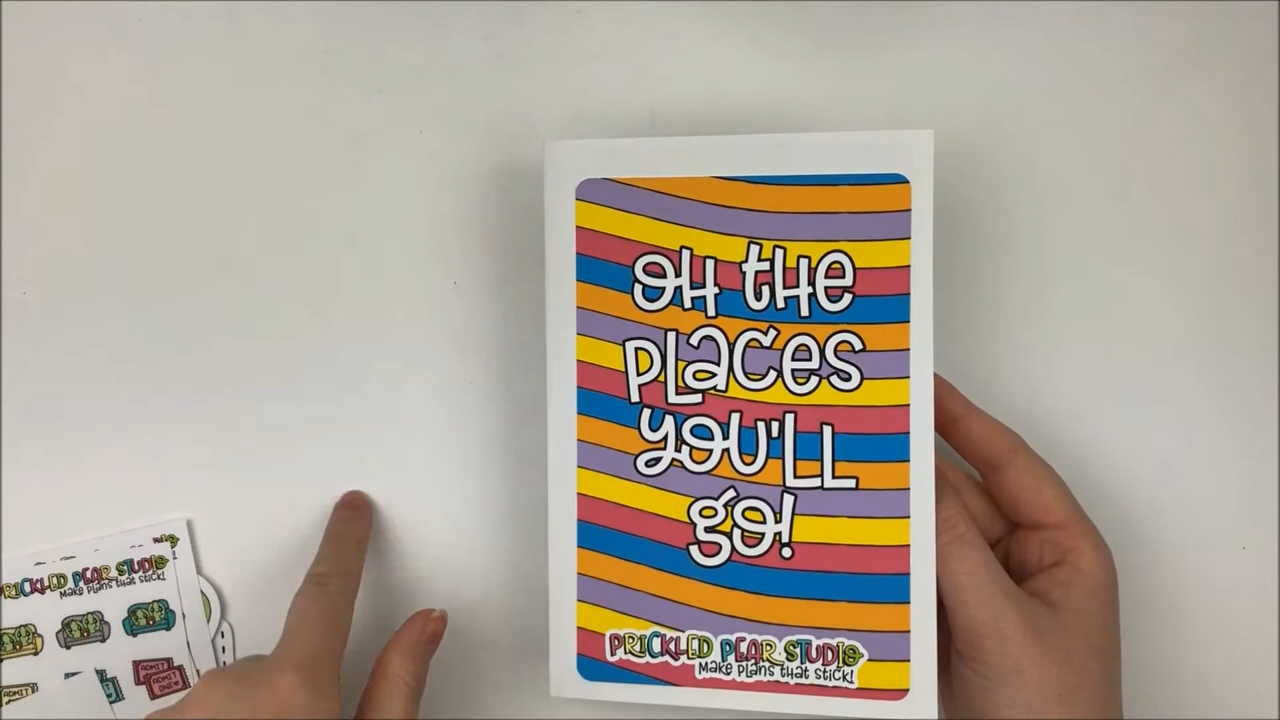 oh the
places
you'll
go!
PRICKLED PEAR STUDIO
Make plans that stick!
PRICKLED PEAR STUDIO
Make plans that stick!
ADMIT
ADMIT
ONE